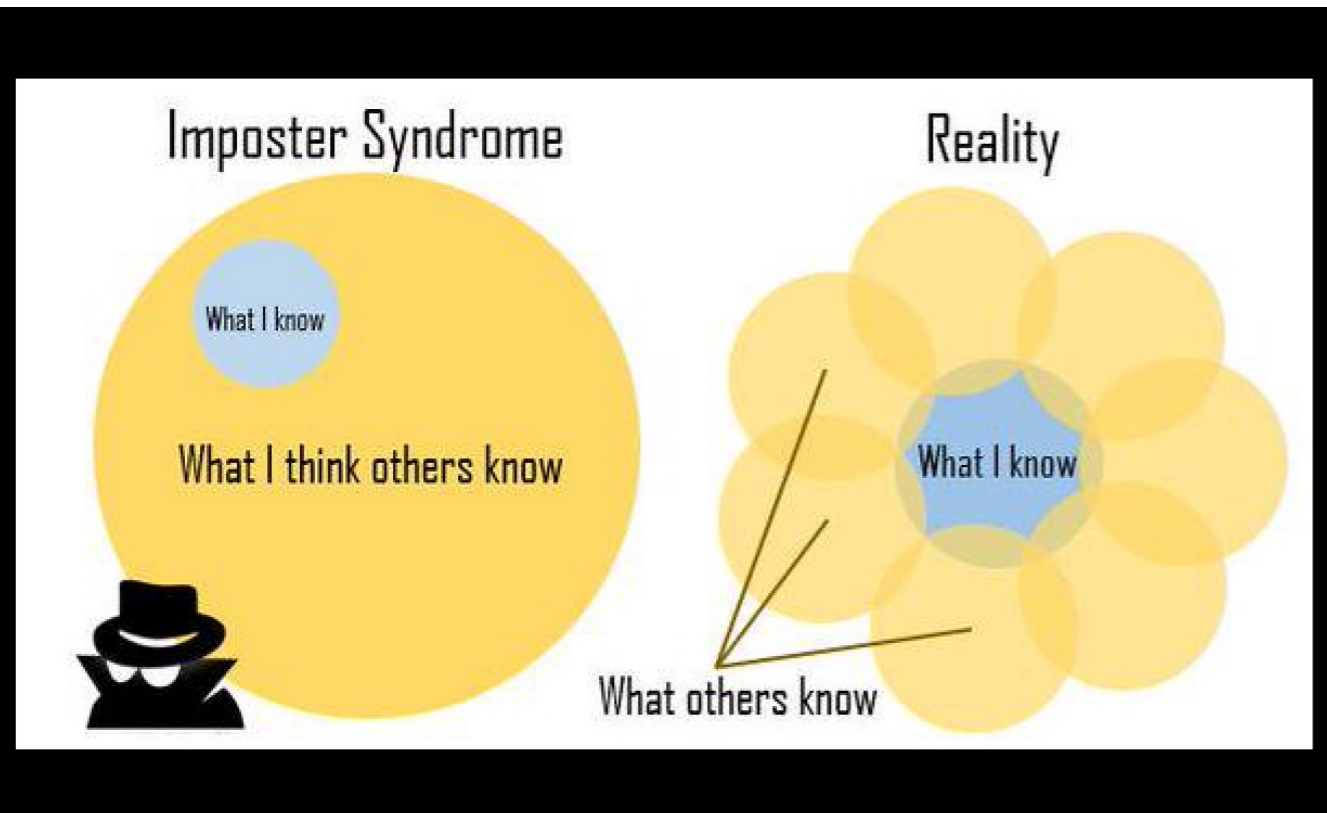 Imposter Syndrome
What I know
What I think others know
Reality
What I know
What others know